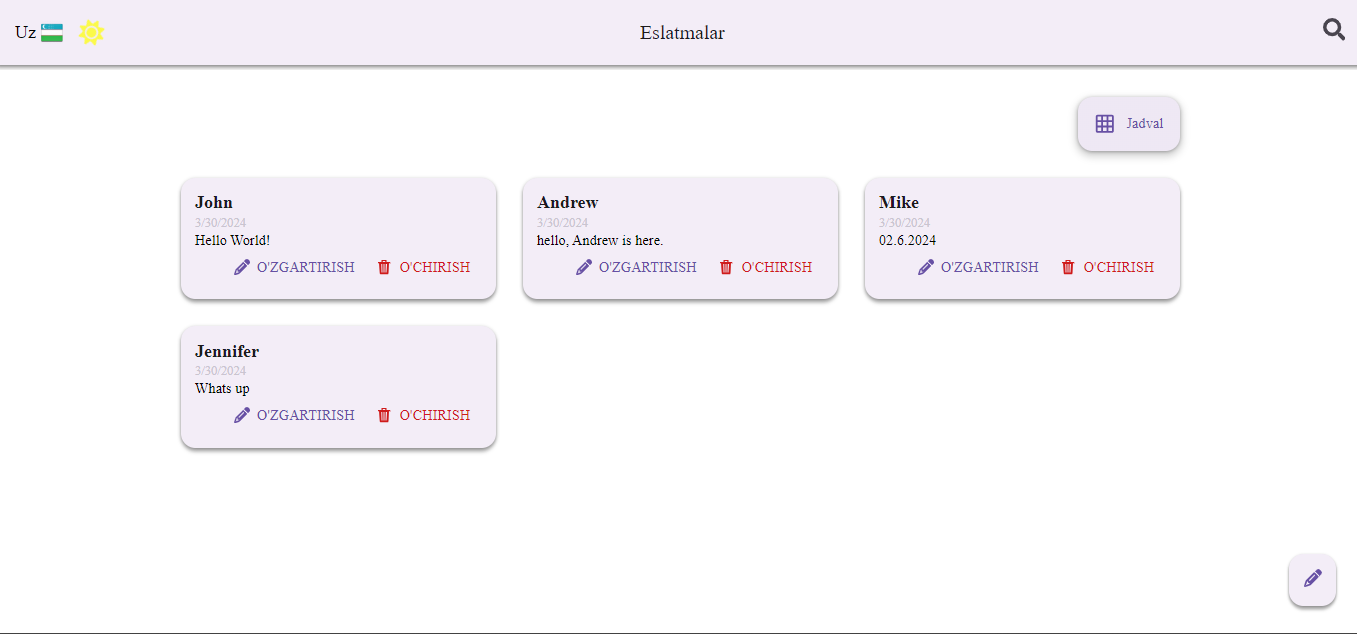 Uz
Eslatmalar
Jadval
John
3/30/2024
Hello World!
O'ZGARTIRISH O'CHIRISH
Andrew
3/30/2024
hello, Andrew is here.
O'ZGARTIRISH O'CHIRISH
Mike
3/30/2024
02.6.2024
O'ZGARTIRISH O'CHIRISH
Jennifer
3/30/2024
Whats up
O'ZGARTIRISH O'CHIRISH